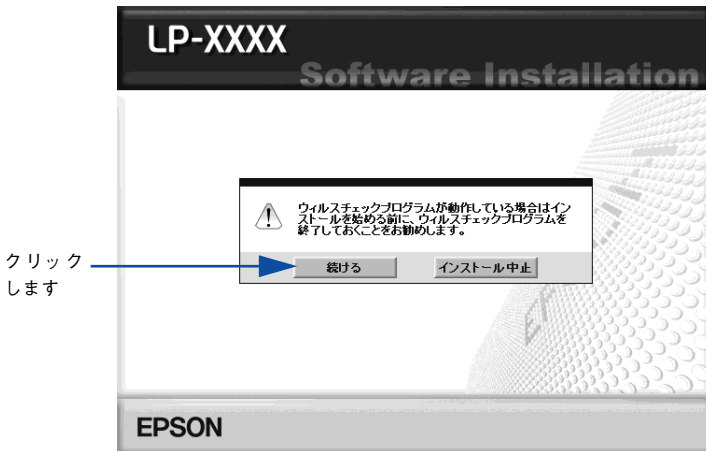 LP-XXXX
Software Installation
ウィルスチェックプログラムが動作している場合はイン
ストールを始める前に、ウィルスチェックプログラムを
終了しておくことをお勧めします。
クリック
します
続ける
インストール中止
EPSON